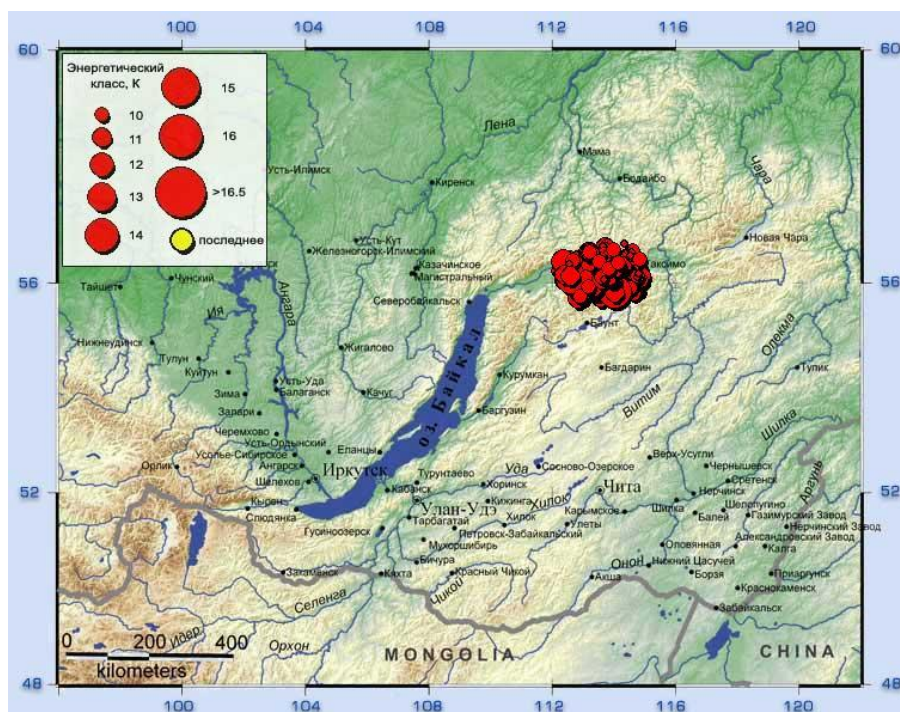 100 104 108 112 116 120
60 60
Энергетический
класс, К
10
11
12
13
14
15
16
>16.5
последнее
Лена
Мама
Бодайбо
Чара
Усть-Илимск
Киренск
Усть-Кут
Железногорск-Илимский
Новая Чара
Казачинское
Магистральный
Таксимо
Чунский
56 56
Тайшет
Ия
Ангара
Северобайкальск
Баунт
Олекма
Нижнеудинск
Тулун
Жигалово
Куйтун
Багдарин
Тупик
Усть-Уда
Балаганск
Курумкан
Зима
Качуг
Витим
оз. Байкал
Залари
Баргузин
Черемхово
Усть-Ордынский
Шилка
Усолье-Сибирское
Еланцы
Верх-Усугли
Орлик
Ангарск
Иркутск
Турунтаево
Уда
Сосново-Озерское
Чернышевск
Шелехов
Хоринск
Чита
Сретенск
Аргунь
52 52
Кабанск
Нерчинск
Кырен
Улан-Удэ
Кижинга
Хилок
Карымское
Шилка
Шелопугино
Слюдянка
Тарбагатай
Хилок
Улеты
Балей
Газимурский Завод
Гусиноозерск
Петровск-Забайкальский
Нерчинский Завод
Мухоршибирь
Александровский Завод
Оловянная
Калга
Бичура
Онон
Нижний Цасучей
Закаменск
Кяхта
Красный Чикой
Акша
Борзя
Приаргунск
Чикой
Краснокаменск
Селенга
Забайкальск
Идер
Орхон
0 200 400
kilometers
MONGOLIA
CHINA
48 48
100 104 108 112 116 120